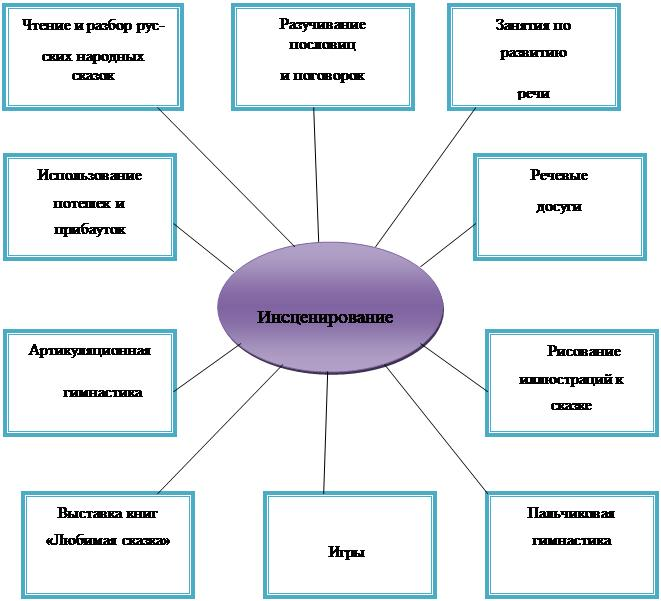 Чтение и разбор рус-
ских народных
сказок
Разучивание
пословиц
и поговорок
Занятия по
развитию
речи
Использование
потешек и
прибауток
Речевые
досуги
Инсценирование
Артикуляционная
гимнастика
Рисование
иллюстраций к
сказке
Выставка книг
«Любимая сказка»
Игры
Пальчиковая
гимнастика